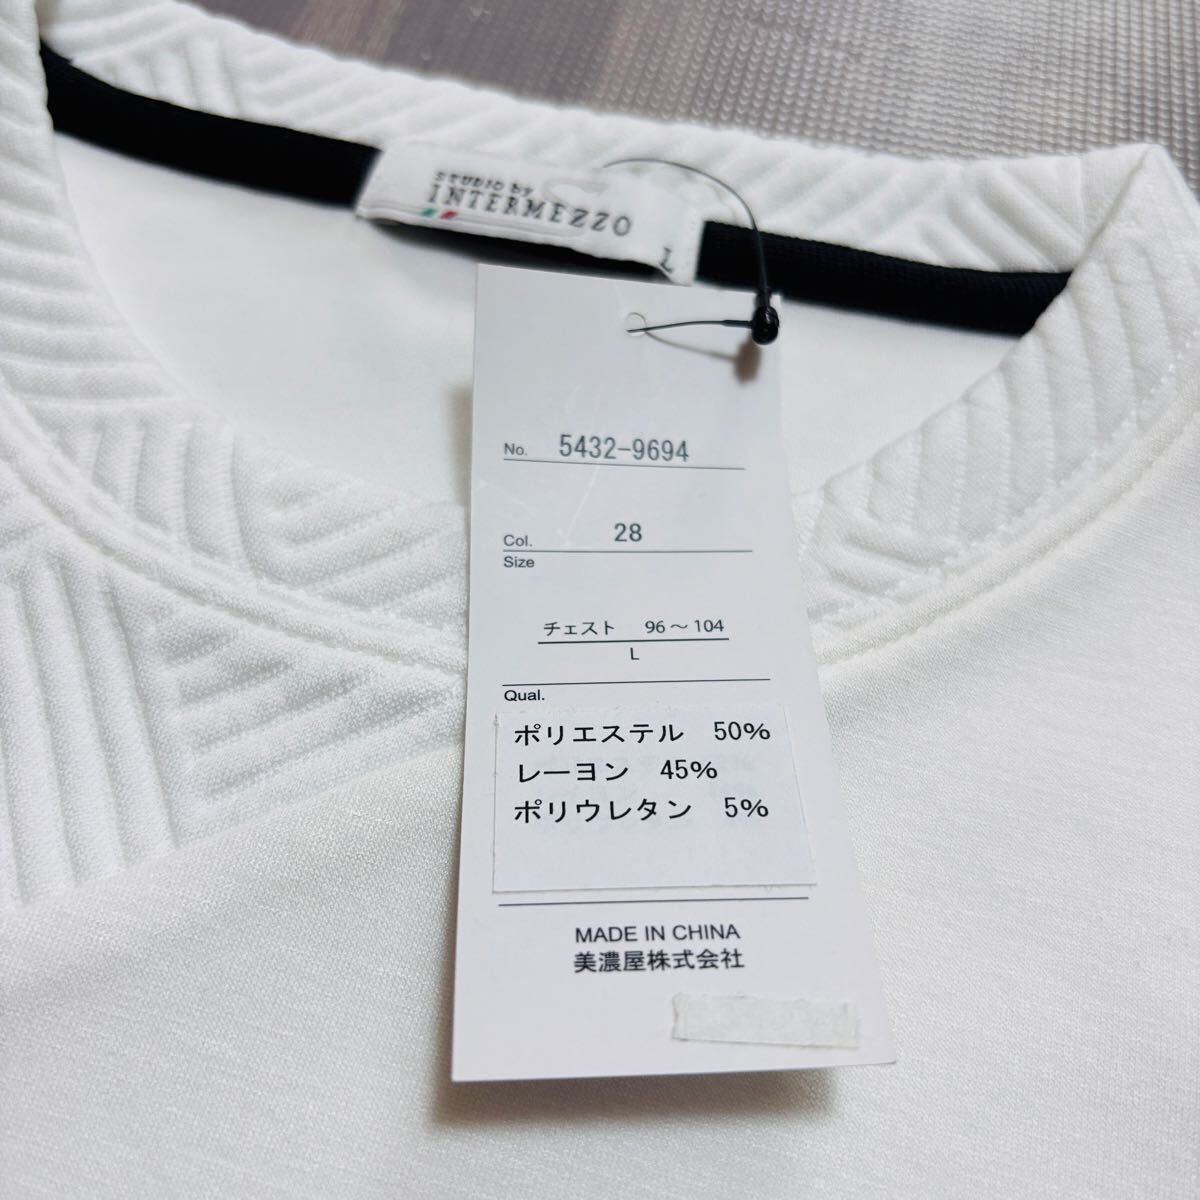 STUDIO by
INTERMEZZO
L
No. 5432-9694
Col. 28
Size
チェスト 96～104
L
Qual.
ポリエステル 50%
レーヨン 45%
ポリウレタン 5%
MADE IN CHINA
美濃屋株式会社